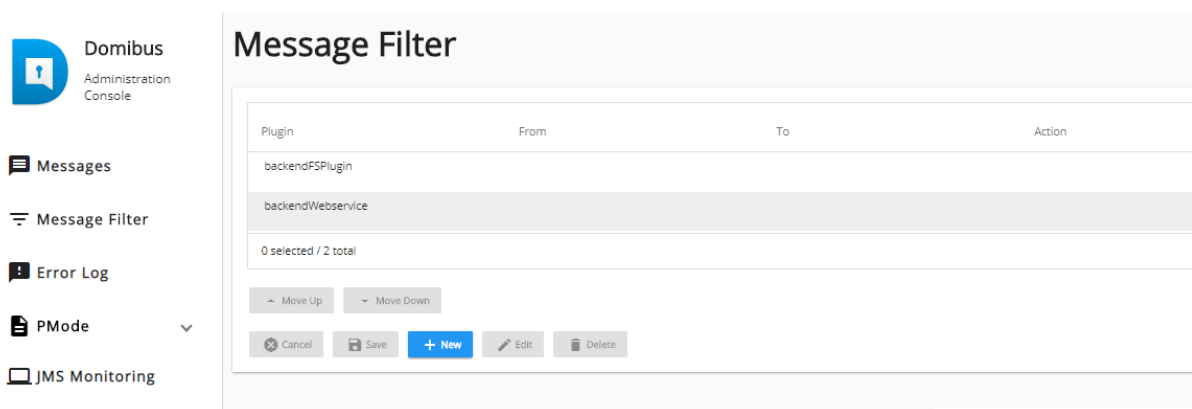 Domibus
Administration
Console
Messages
Message Filter
Error Log
PMode
JMS Monitoring
Message Filter
Plugin From To Action
backendFSPlugin
backendWebservice
0 selected / 2 total
Move Up Move Down
Cancel Save New Edit Delete